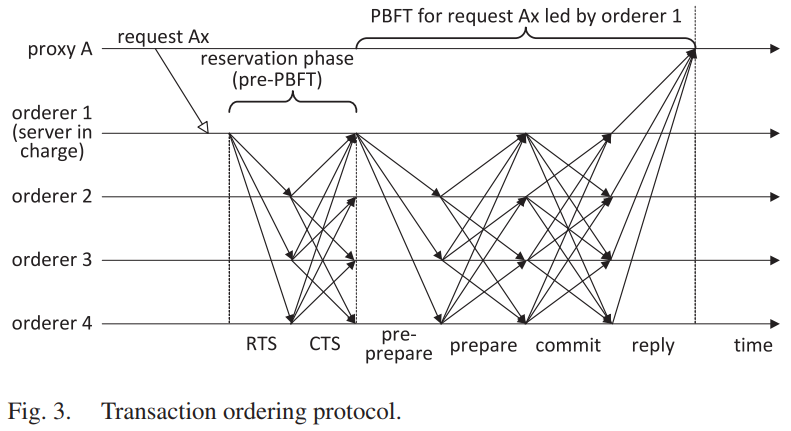 PBFT for request Ax led by orderer 1
request Ax
proxy A
reservation phase
(pre-PBFT)
orderer 1
(server in
charge)
orderer 2
orderer 3
orderer 4
RTS
CTS
pre-
prepare
prepare
commit
reply
time
Fig. 3. Transaction ordering protocol.